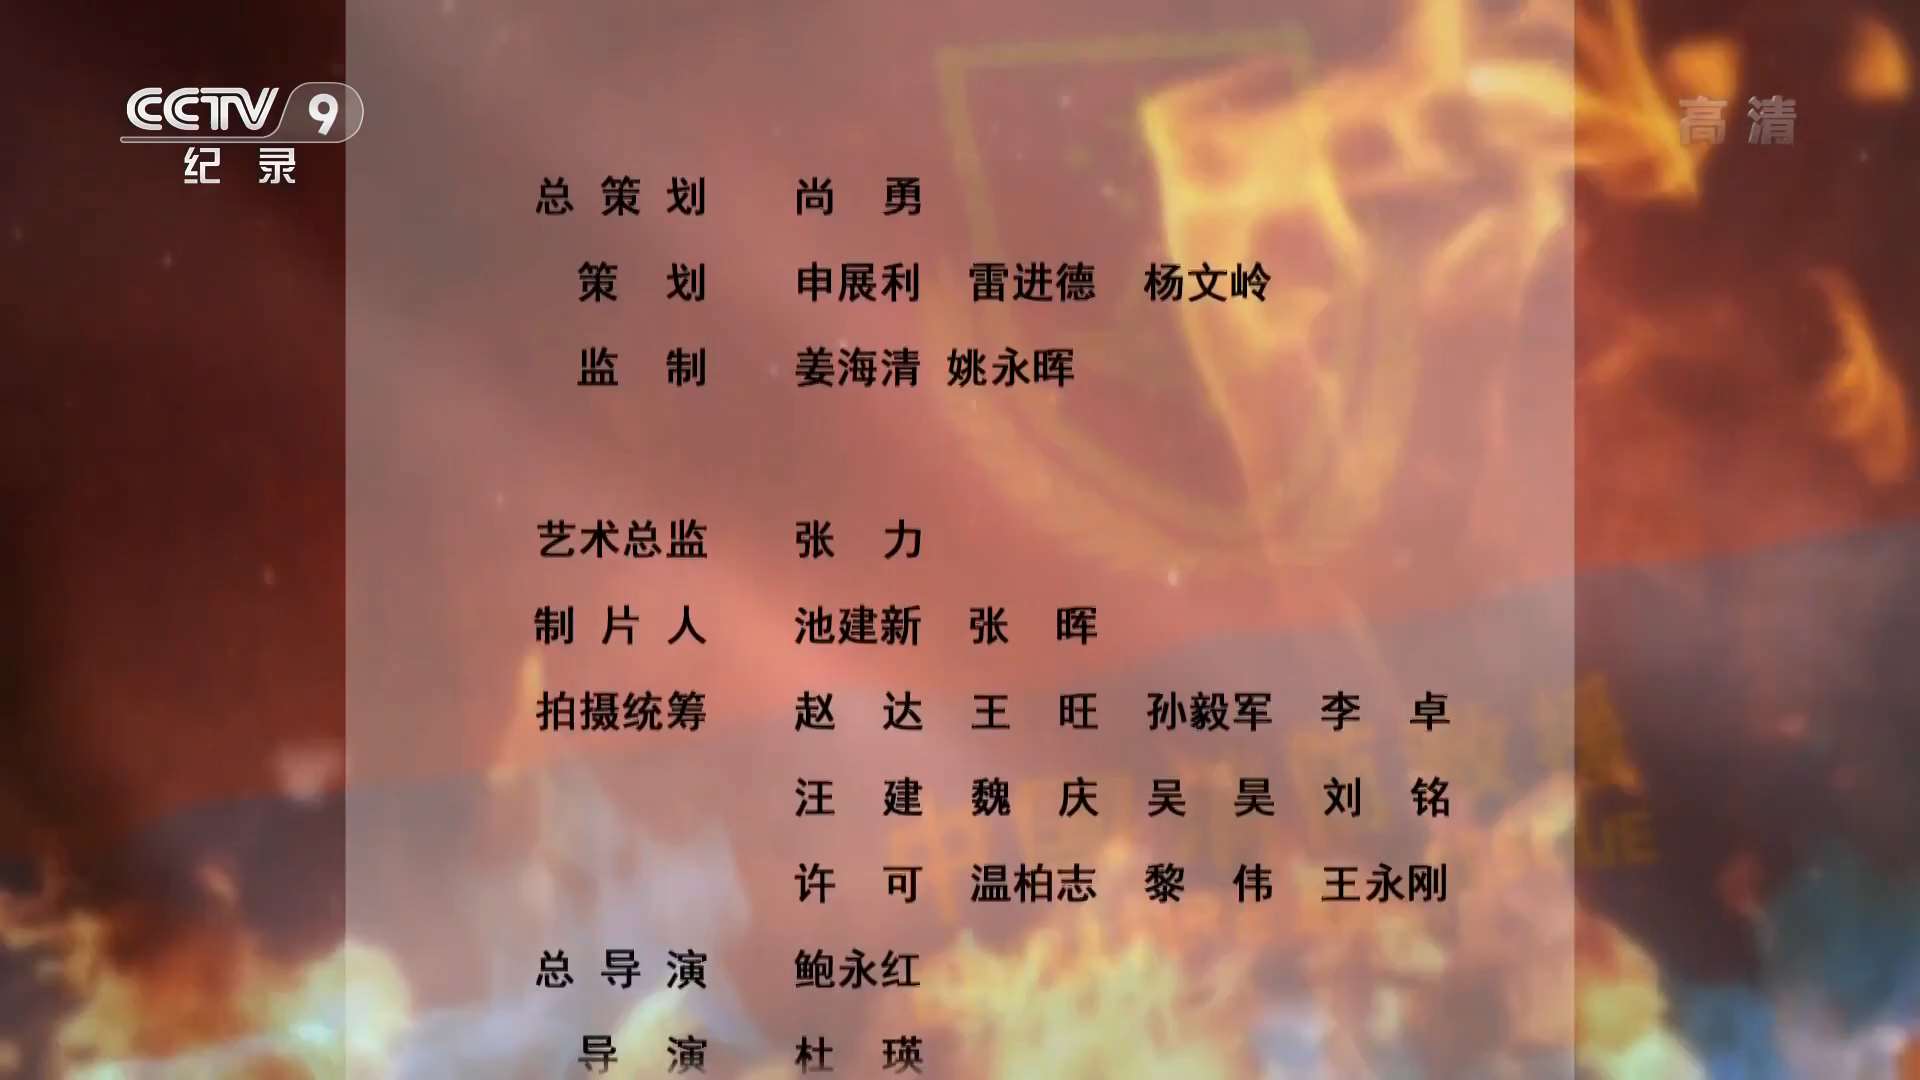 CCTV 9
纪 录
高 清
总 策 划 尚 勇
策 划 申展利 雷进德 杨文岭
监 制 姜海清 姚永晖
艺术总监 张 力
制 片 人 池建新 张 晖
拍摄统筹 赵 达 王 旺 孙毅军 李 卓
汪 建 魏 庆 吴 昊 刘 铭
许 可 温柏志 黎 伟 王永刚
总 导 演 鲍永红
导 演 杜 瑛